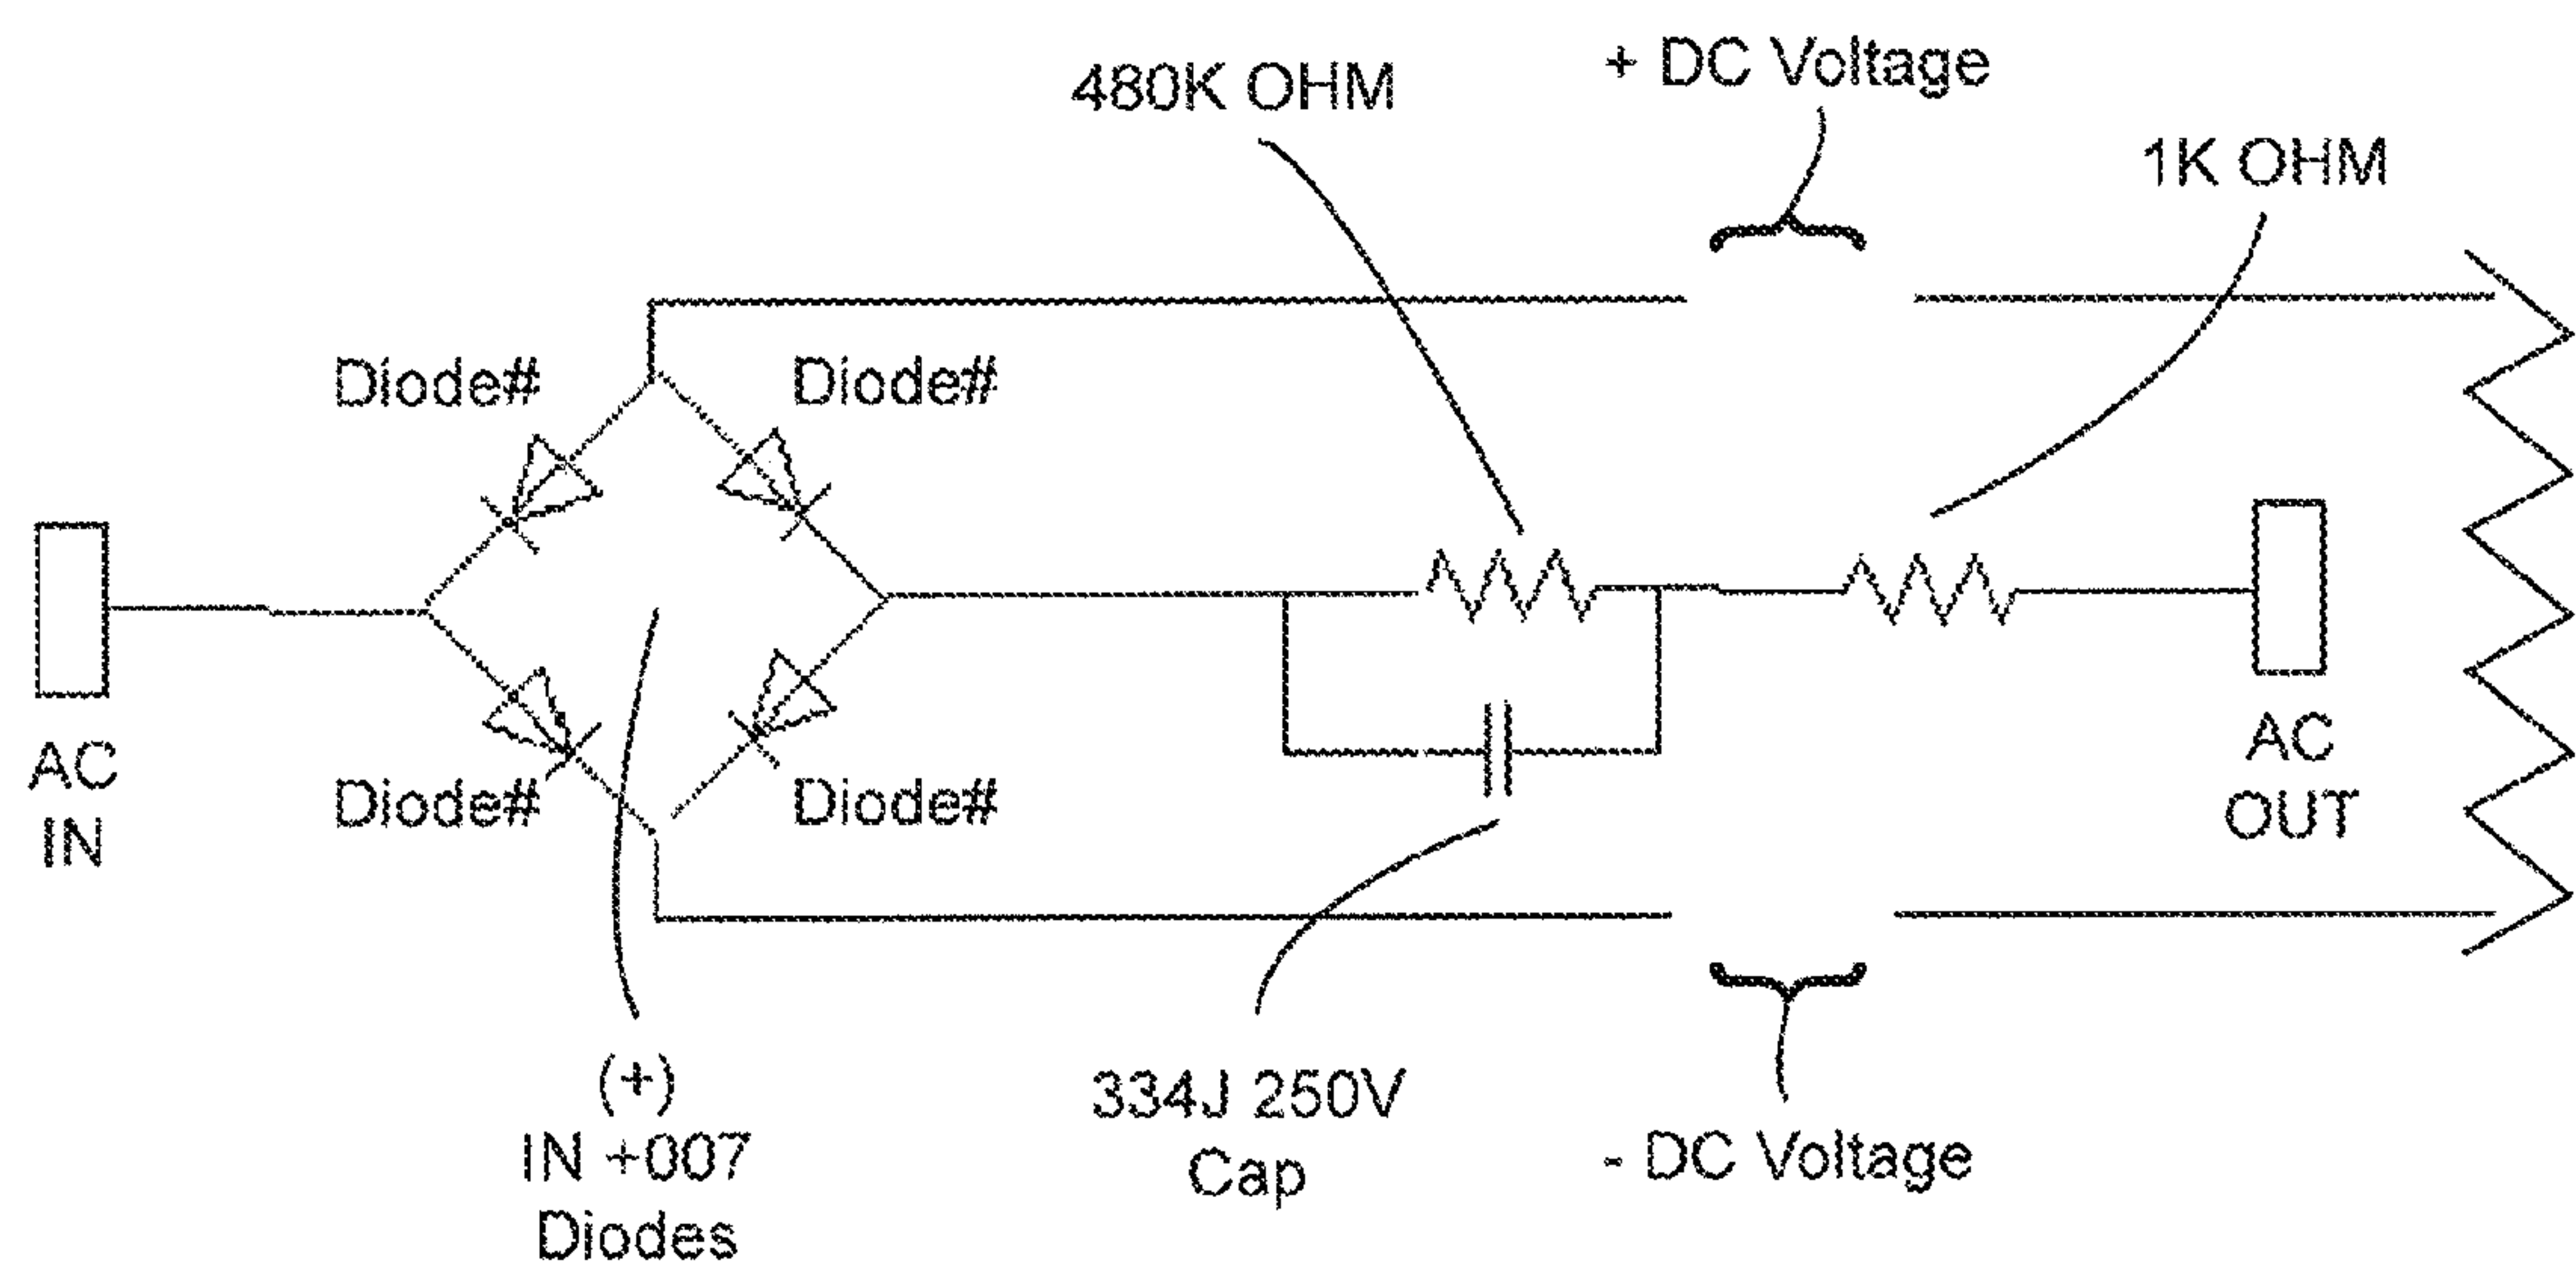 480K OHM
+ DC Voltage
1K OHM
Diode#
Diode#
AC
IN
Diode#
Diode#
AC
OUT
(+)
IN +007
Diodes
334J 250V
Cap
- DC Voltage